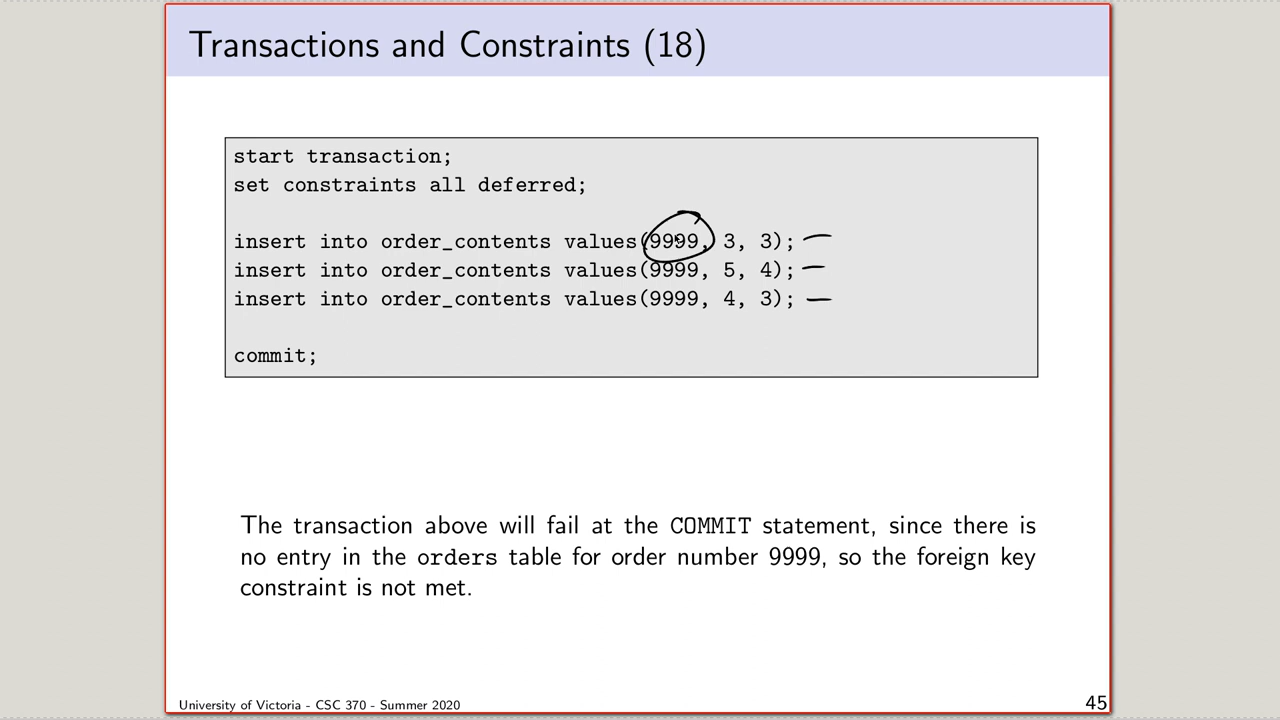 Transactions and Constraints (18)
start transaction;
set constraints all deferred;
insert into order_contents values(9999, 3, 3);
insert into order_contents values(9999, 5, 4);
insert into order_contents values(9999, 4, 3);
commit;
The transaction above will fail at the COMMIT statement, since there is
no entry in the orders table for order number 9999, so the foreign key
constraint is not met.
University of Victoria - CSC 370 - Summer 2020
45